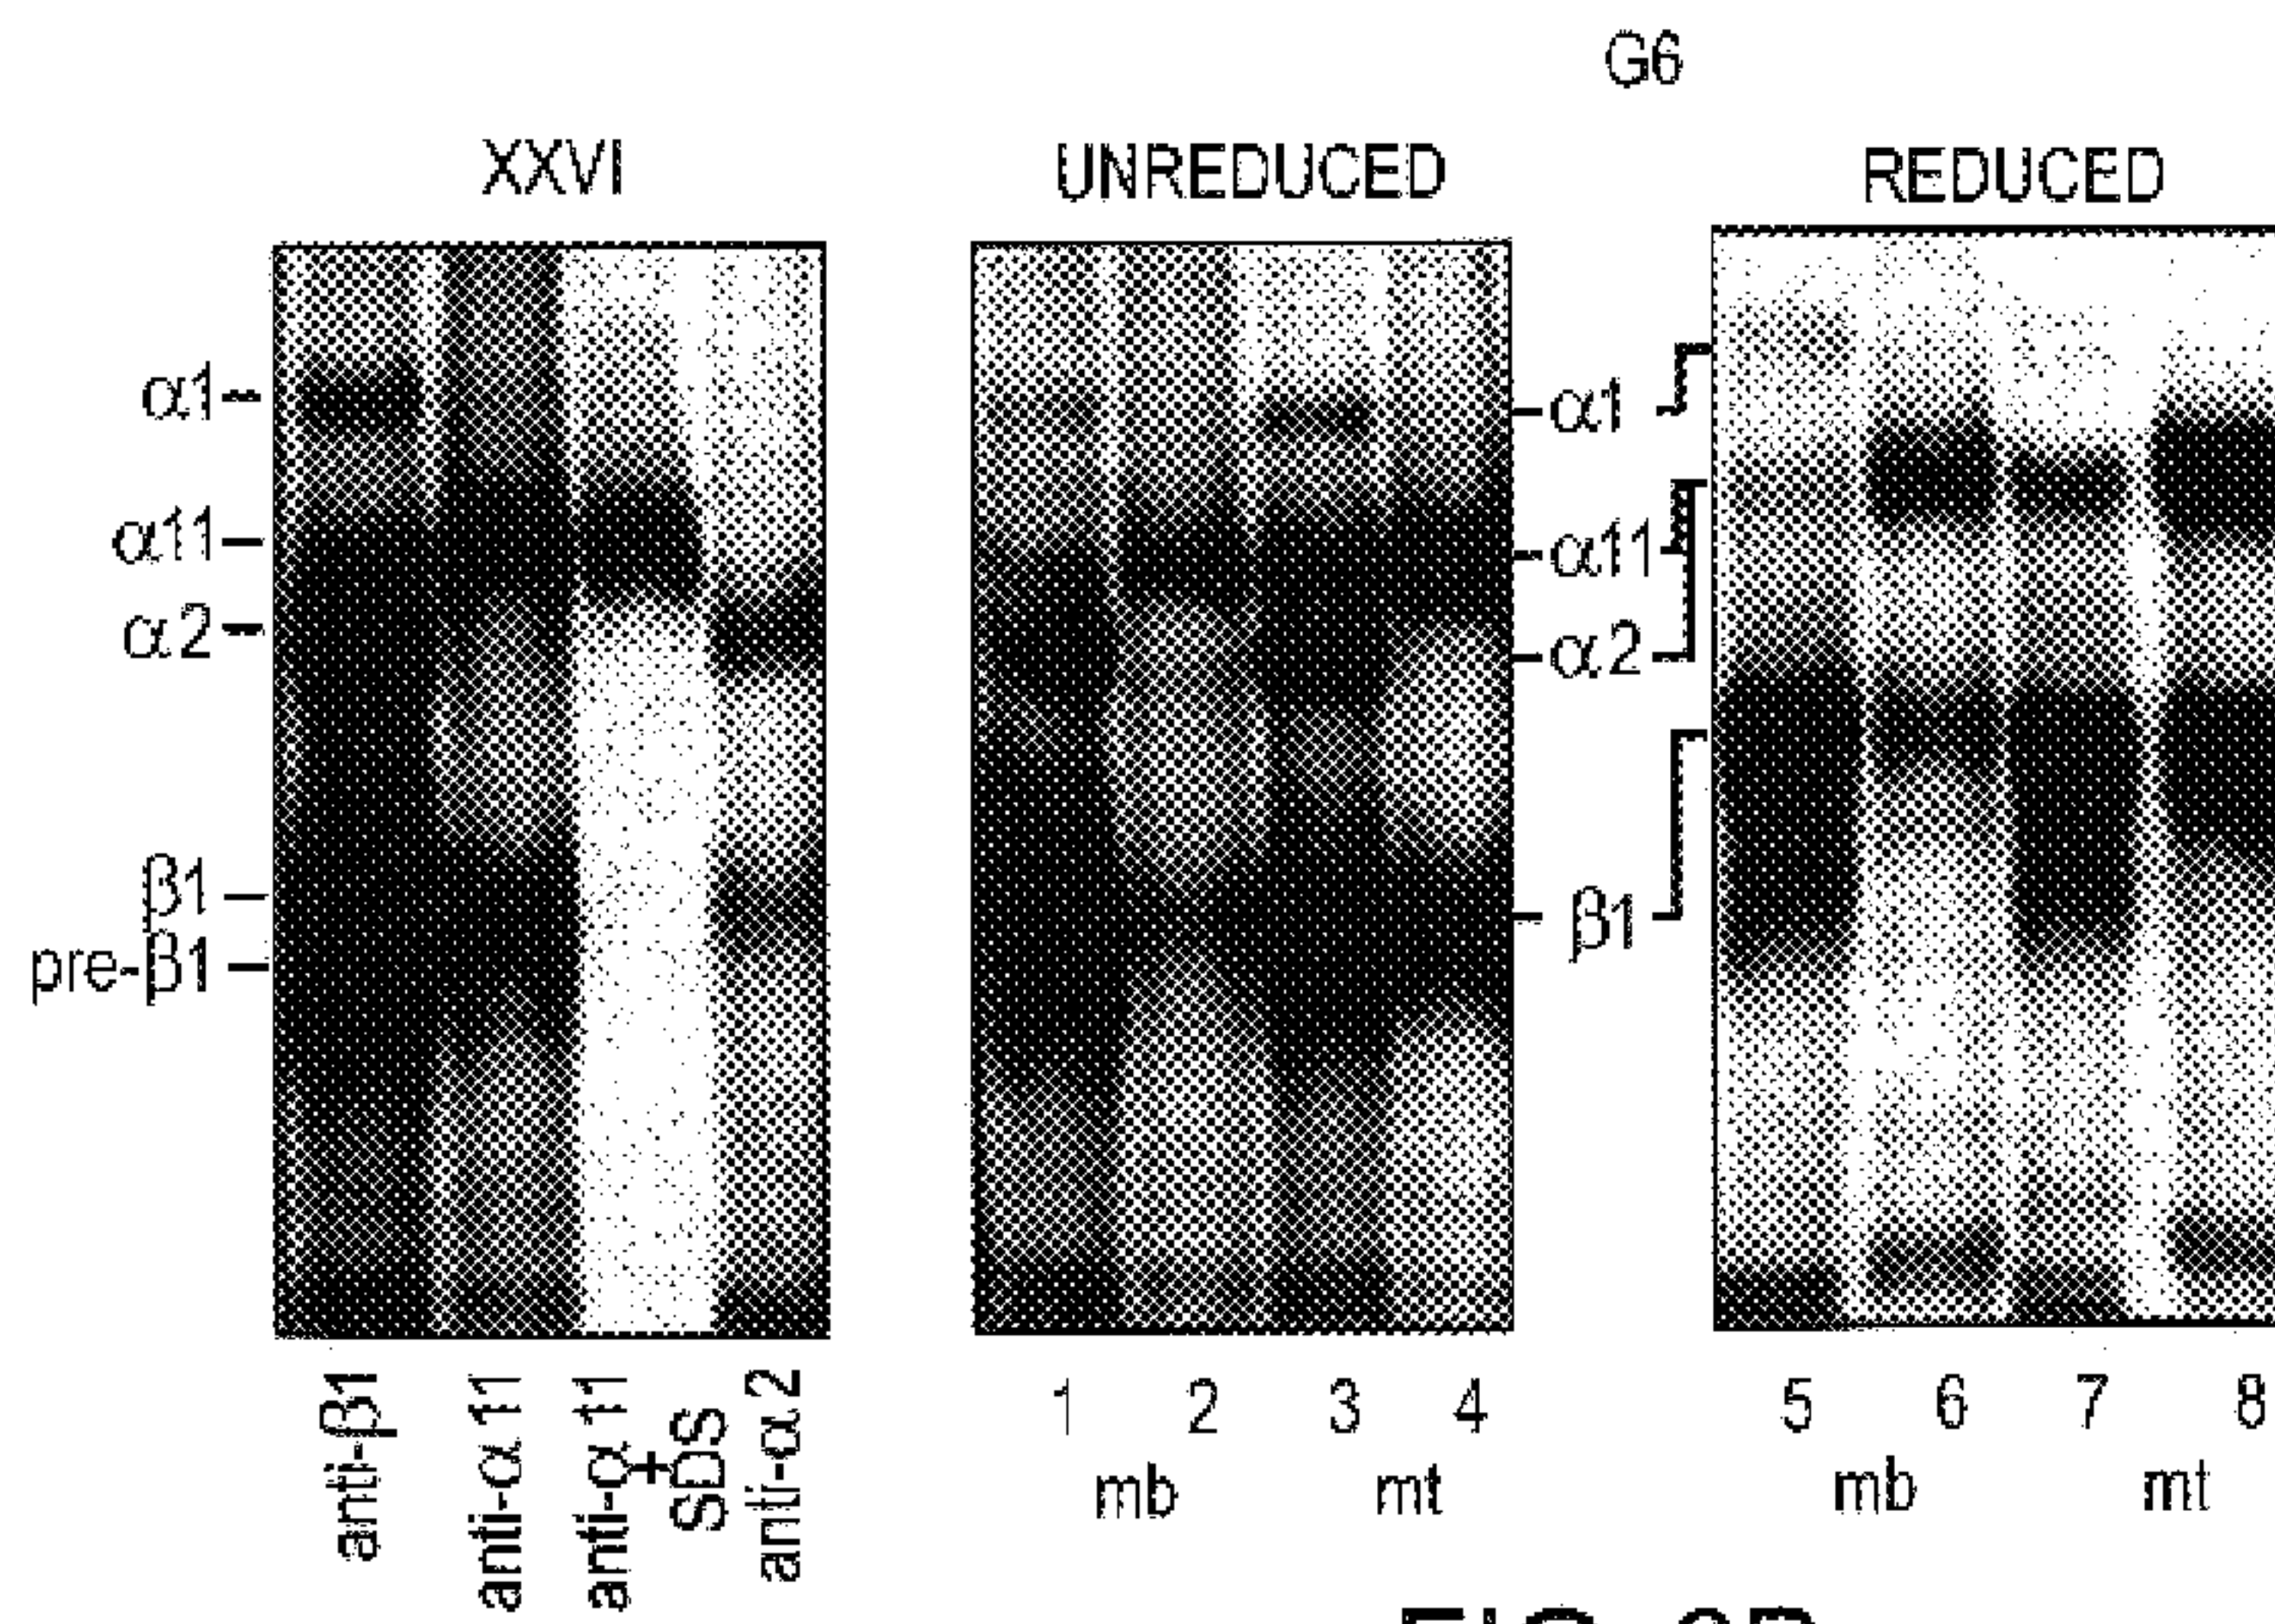 G6
XXVI
UNREDUCED
REDUCED
α1
α11
α2
β1
pre-β1
α1
α11
α2
β1
anti-β1
anti-α11
anti-α11
+
SDS
anti-α2
1 2 3 4
mb mt
5 6 7 8
mb mt